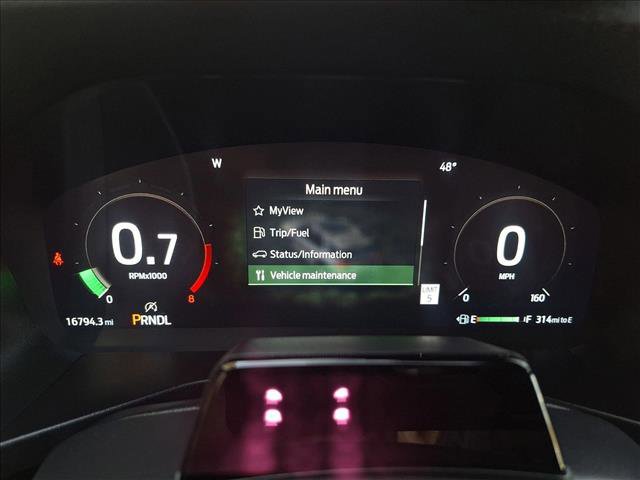 W
48°
Main menu
MyView
Trip/Fuel
Status/Information
Vehicle maintenance
0.7
RPMx1000
0
8
0
MPH
0
160
LIMIT
5
16794.3 mi
PRNDL
E
F
314 mi to E